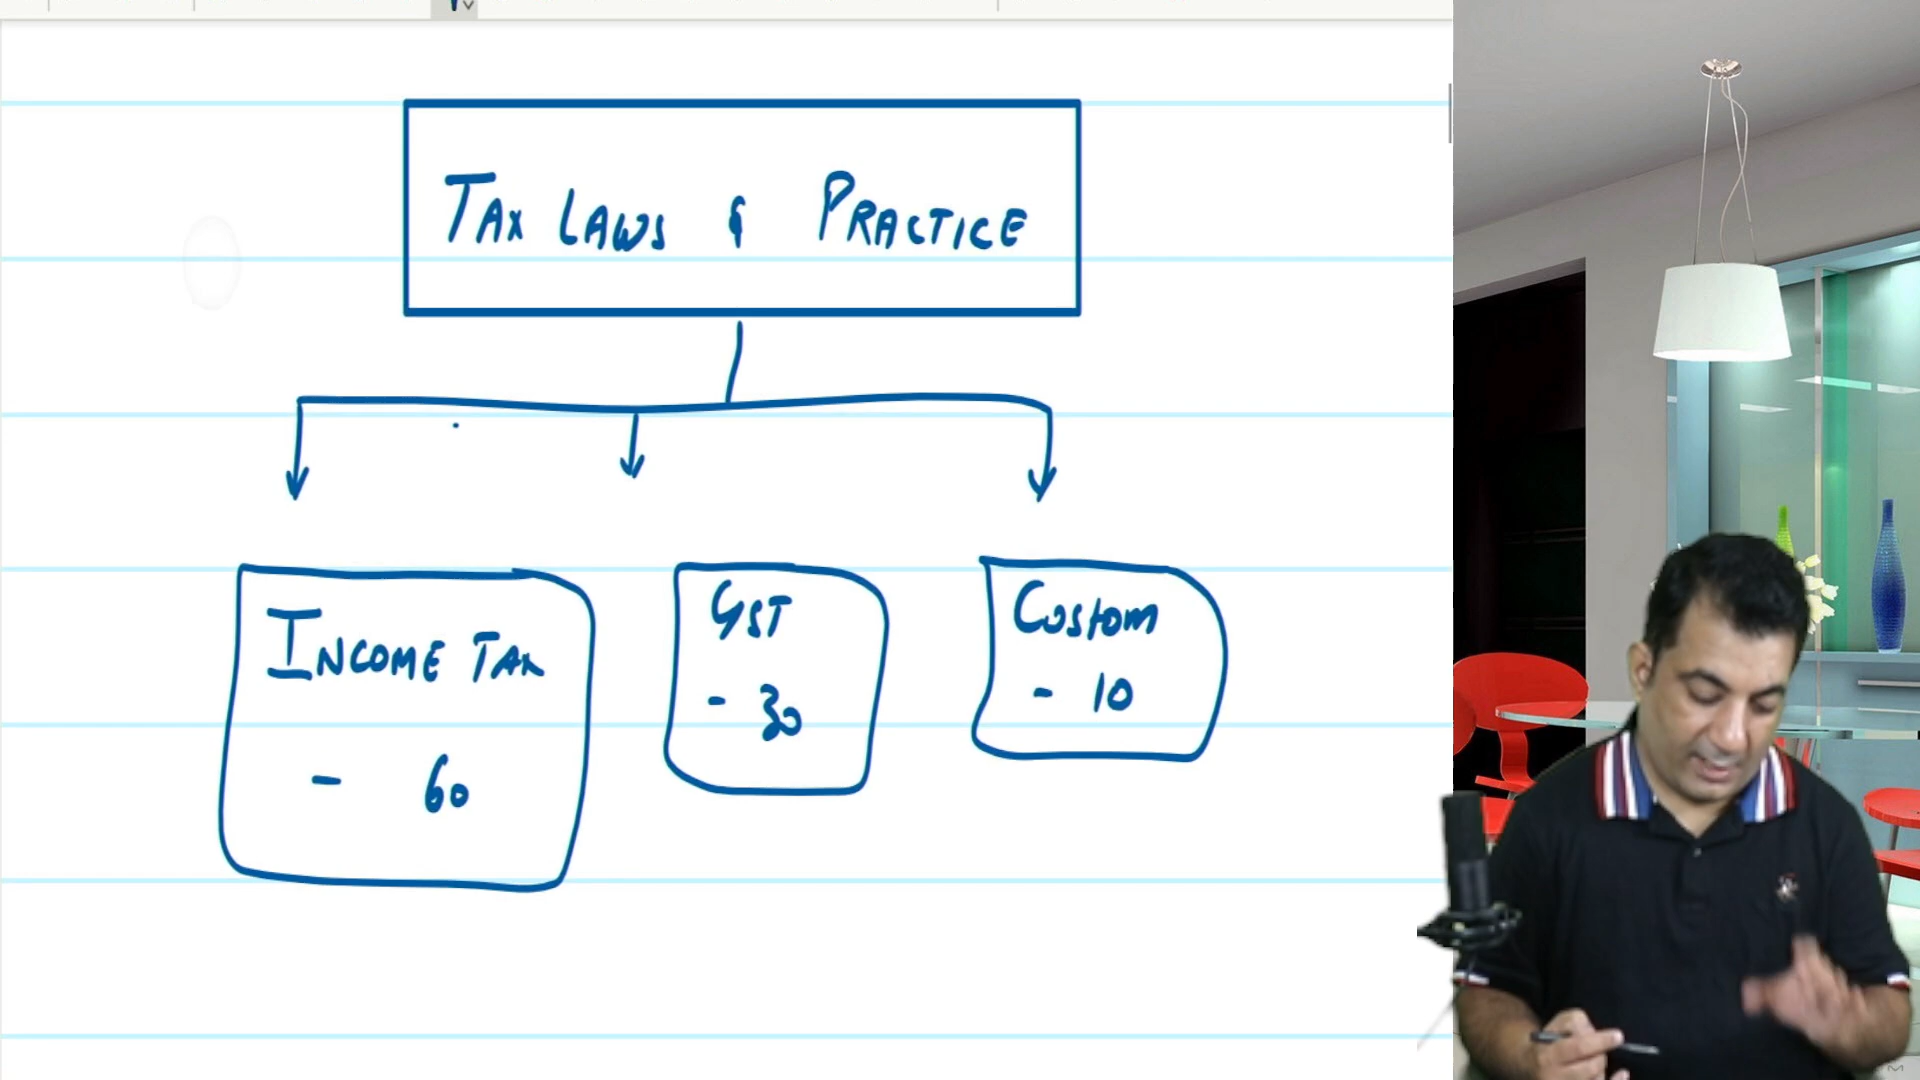 TAX LAWS & PRACTICE
INCOME TAX
- 60
GST
- 30
Custom
- 10